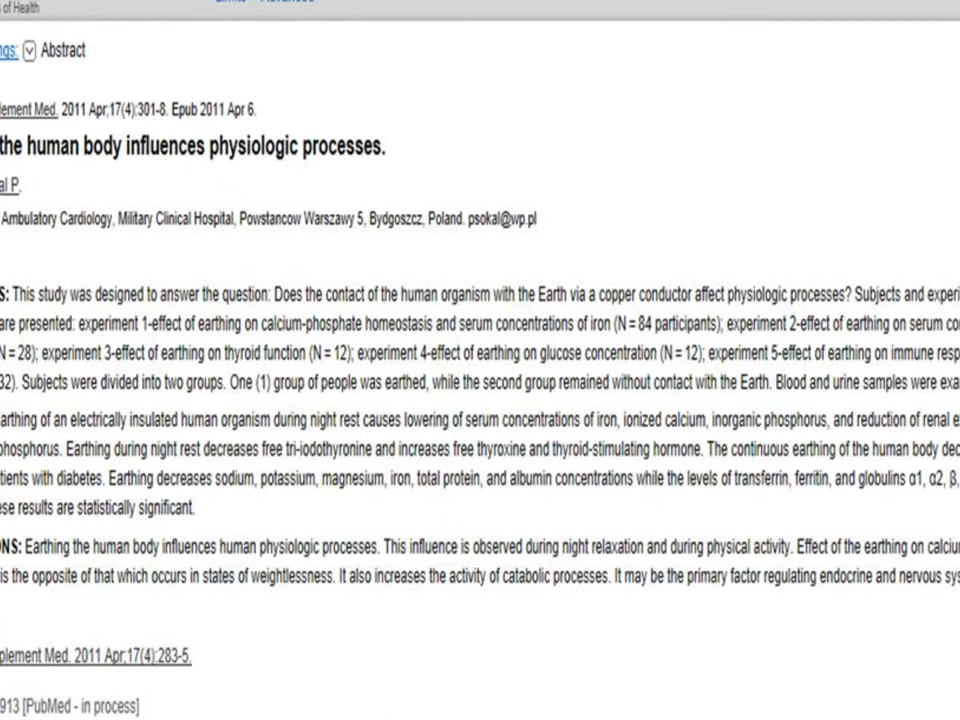 s of Health
Limits Advanced
ngs: Abstract
lement Med. 2011 Apr;17(4):301-8. Epub 2011 Apr 6.
the human body influences physiologic processes.
al P.
Ambulatory Cardiology, Military Clinical Hospital, Powstancow Warszawy 5, Bydgoszcz, Poland. psokal@wp.pl
S: This study was designed to answer the question: Does the contact of the human organism with the Earth via a copper conductor affect physiologic processes? Subjects and experi
are presented: experiment 1-effect of earthing on calcium-phosphate homeostasis and serum concentrations of iron (N = 84 participants); experiment 2-effect of earthing on serum co
N = 28); experiment 3-effect of earthing on thyroid function (N = 12); experiment 4-effect of earthing on glucose concentration (N = 12); experiment 5-effect of earthing on immune resp
32). Subjects were divided into two groups. One (1) group of people was earthed, while the second group remained without contact with the Earth. Blood and urine samples were exa
arthing of an electrically insulated human organism during night rest causes lowering of serum concentrations of iron, ionized calcium, inorganic phosphorus, and reduction of renal e
phosphorus. Earthing during night rest decreases free tri-iodothyronine and increases free thyroxine and thyroid-stimulating hormone. The continuous earthing of the human body dec
tients with diabetes. Earthing decreases sodium, potassium, magnesium, iron, total protein, and albumin concentrations while the levels of transferrin, ferritin, and globulins α1, α2, β,
ese results are statistically significant.
ONS: Earthing the human body influences human physiologic processes. This influence is observed during night relaxation and during physical activity. Effect of the earthing on calciu
is the opposite of that which occurs in states of weightlessness. It also increases the activity of catabolic processes. It may be the primary factor regulating endocrine and nervous sys
plement Med. 2011 Apr;17(4):283-5.
913 [PubMed - in process]